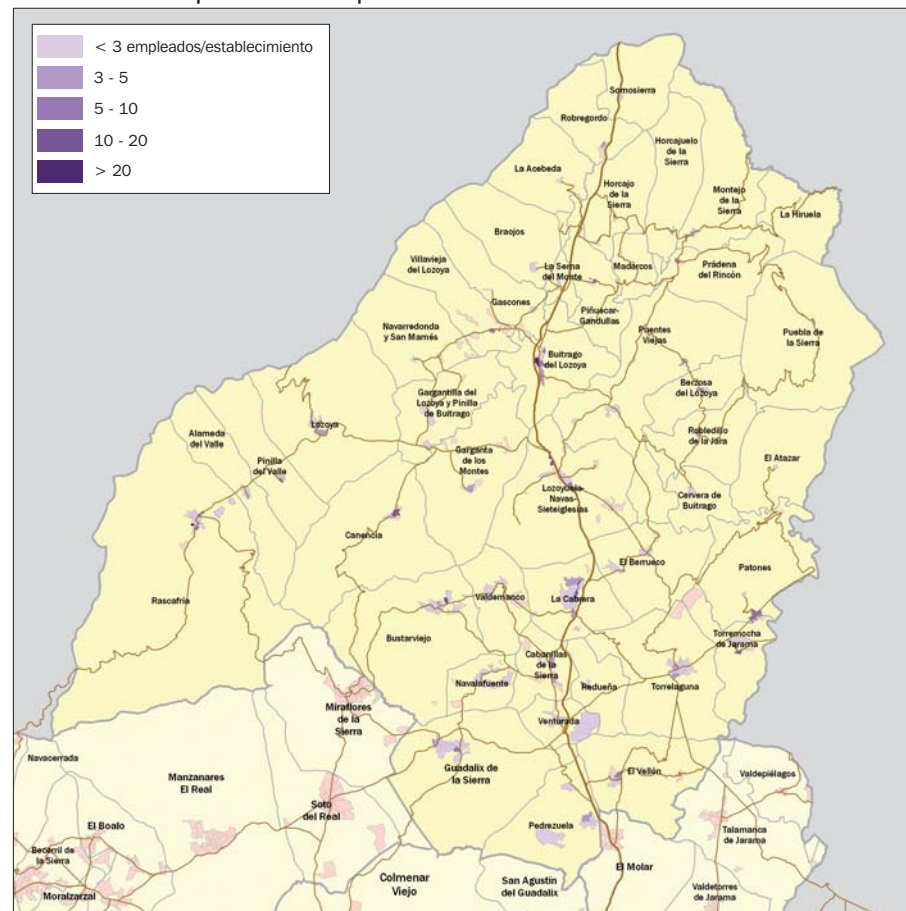 < 3 empleados/establecimiento
3 - 5
5 - 10
10 - 20
> 20
Somosierra
Robregordo
Horcajuelo
de la
Sierra
La Acebeda
Horcajo
de la
Sierra
Montejo
de la
Sierra
La Hiruela
Braojos
Villavieja
del Lozoya
La Serna
del Monte
Madarcos
Prádena
del Rincón
Gascones
Piñuécar-
Gandullas
Navarredonda
y San Mamés
Puentes
Viejas
Puebla de
la Sierra
Buitrago
del Lozoya
Berzosa
del Lozoya
Gargantilla del
Lozoya y Pinilla
de Buitrago
Lozoya
Alameda
del Valle
Robledillo
de la Jara
Pinilla
del Valle
Garganta
de los
Montes
El Atazar
Lozoyuela-
Navas-
Sieteiglesias
Cervera de
Buitrago
Canencia
El Berrueco
Patones
Rascafría
Valdemanco
La Cabrera
Bustarviejo
Torremocha
de Jarama
Cabanillas
de la
Sierra
Navalafuente
Redueña
Torrelaguna
Miraflores
de la
Sierra
Venturada
Navacerrada
Manzanares
El Real
Guadalix de
la Sierra
El Vellón
Valdepiélagos
Soto
del Real
El Boalo
Pedrezuela
Talamanca
de Jarama
Becerril de
la Sierra
El Molar
Moralzarzal
Colmenar
Viejo
San Agustín
del Guadalix
Valdetorres
de Jarama